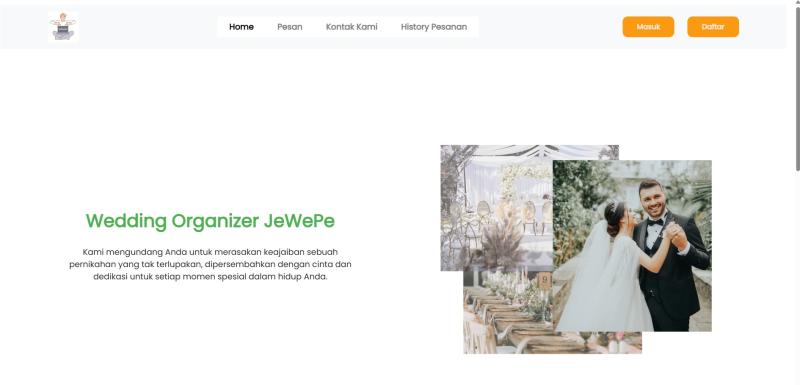 Home Pesan Kontak Kami History Pesanan Masuk Daftar
Wedding Organizer JeWePe
Kami mengundang Anda untuk merasakan keajaiban sebuah
pernikahan yang tak terlupakan, dipersembahkan dengan cinta dan
dedikasi untuk setiap momen spesial dalam hidup Anda.
9